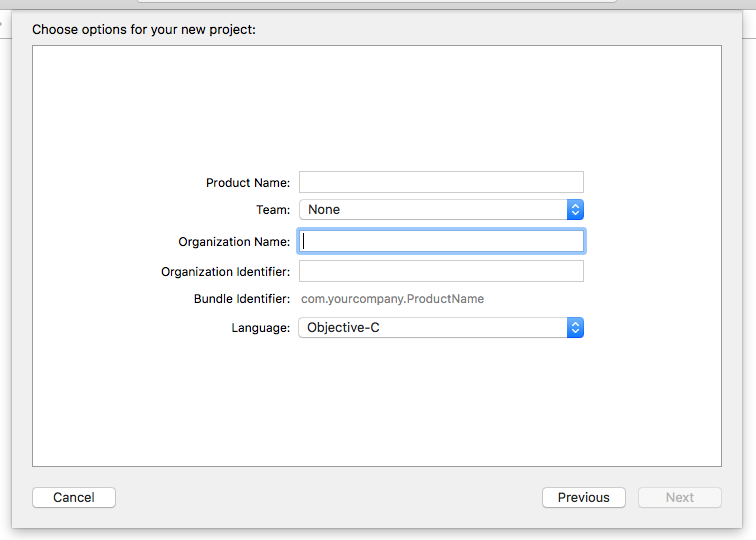 Choose options for your new project:
Product Name:
Team: None
Organization Name:
Organization Identifier:
Bundle Identifier: com.yourcompany.ProductName
Language: Objective-C
Cancel Previous Next